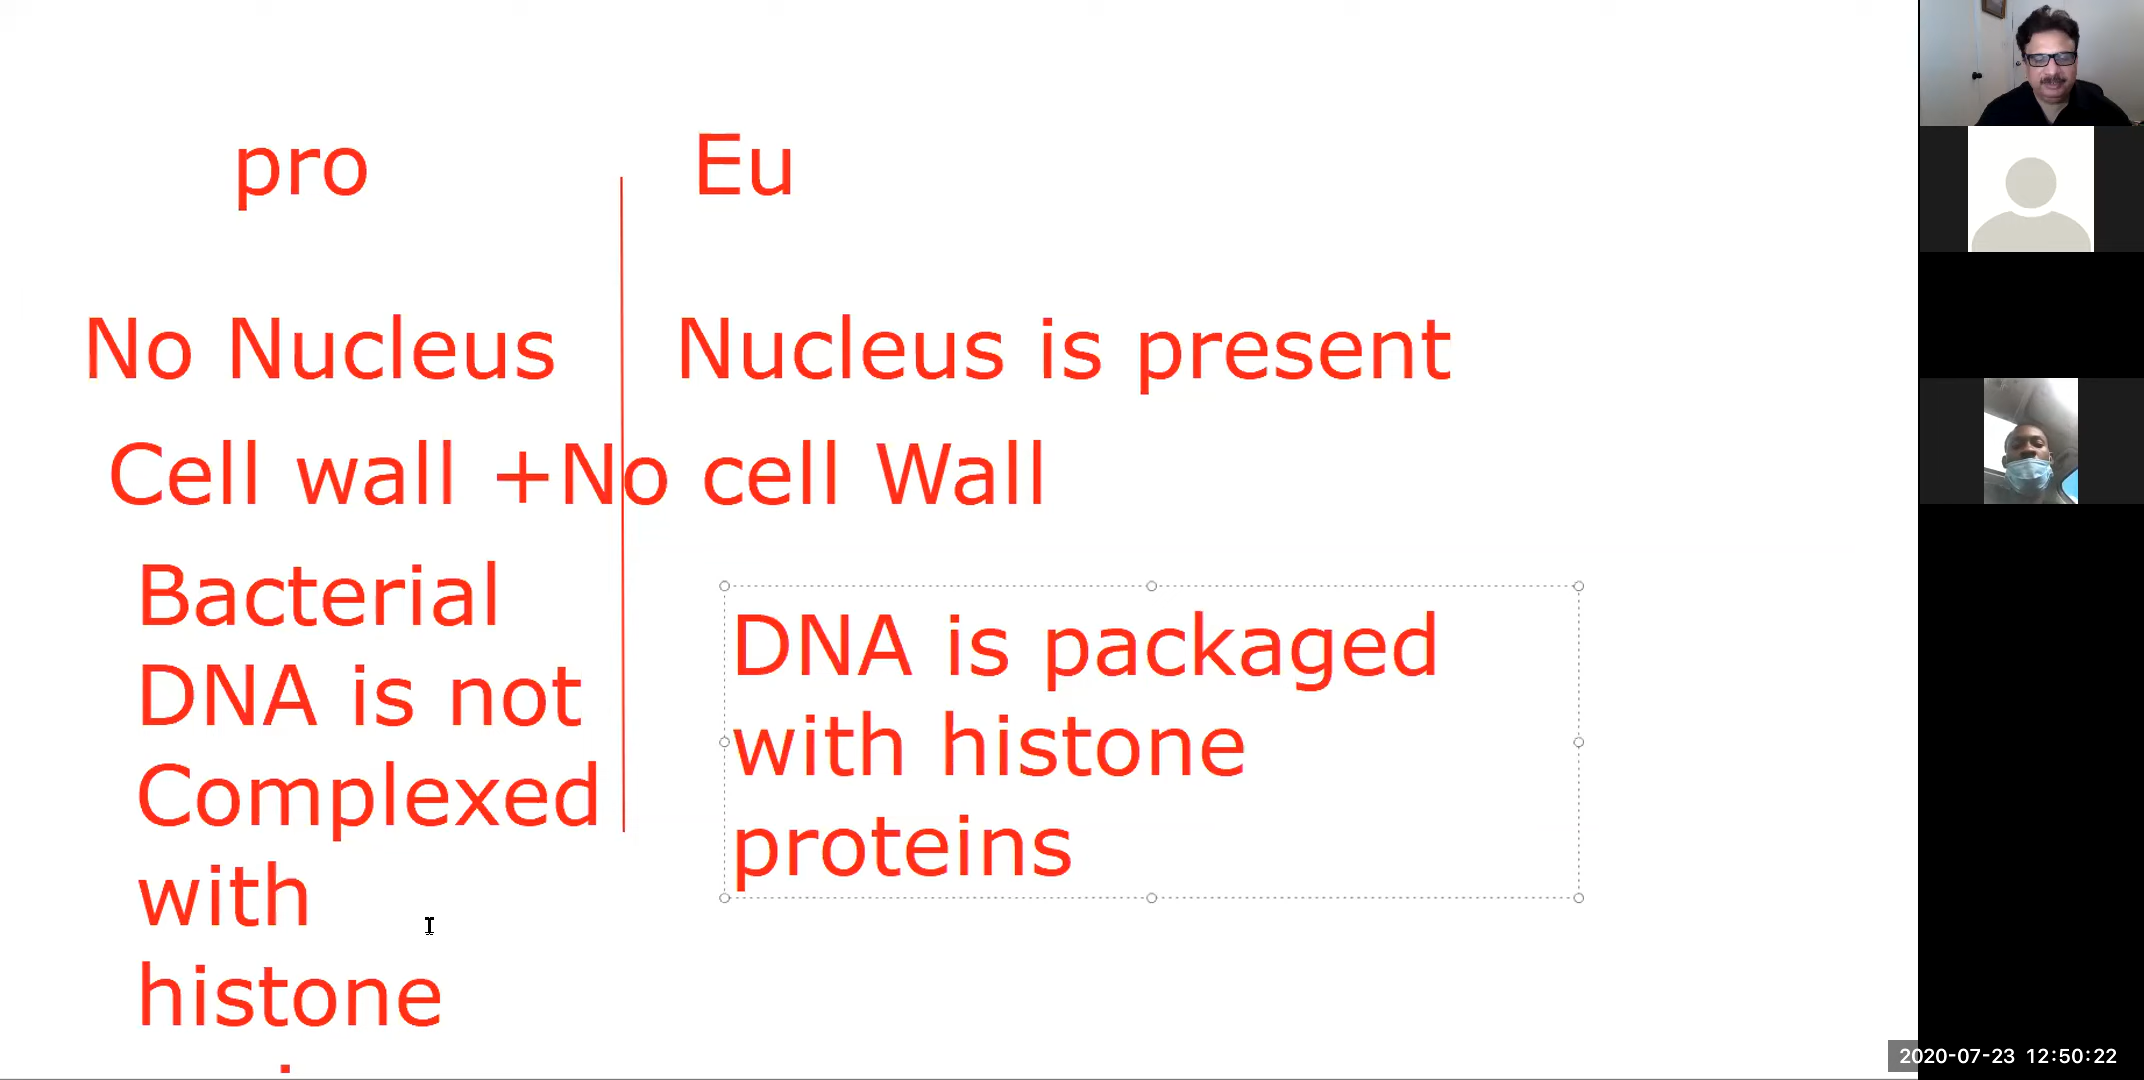 pro
Eu
No Nucleus
Nucleus is present
Cell wall +
No cell Wall
Bacterial
DNA is not
Complexed
with
histone
DNA is packaged
with histone
proteins
2020-07-23 12:50:22